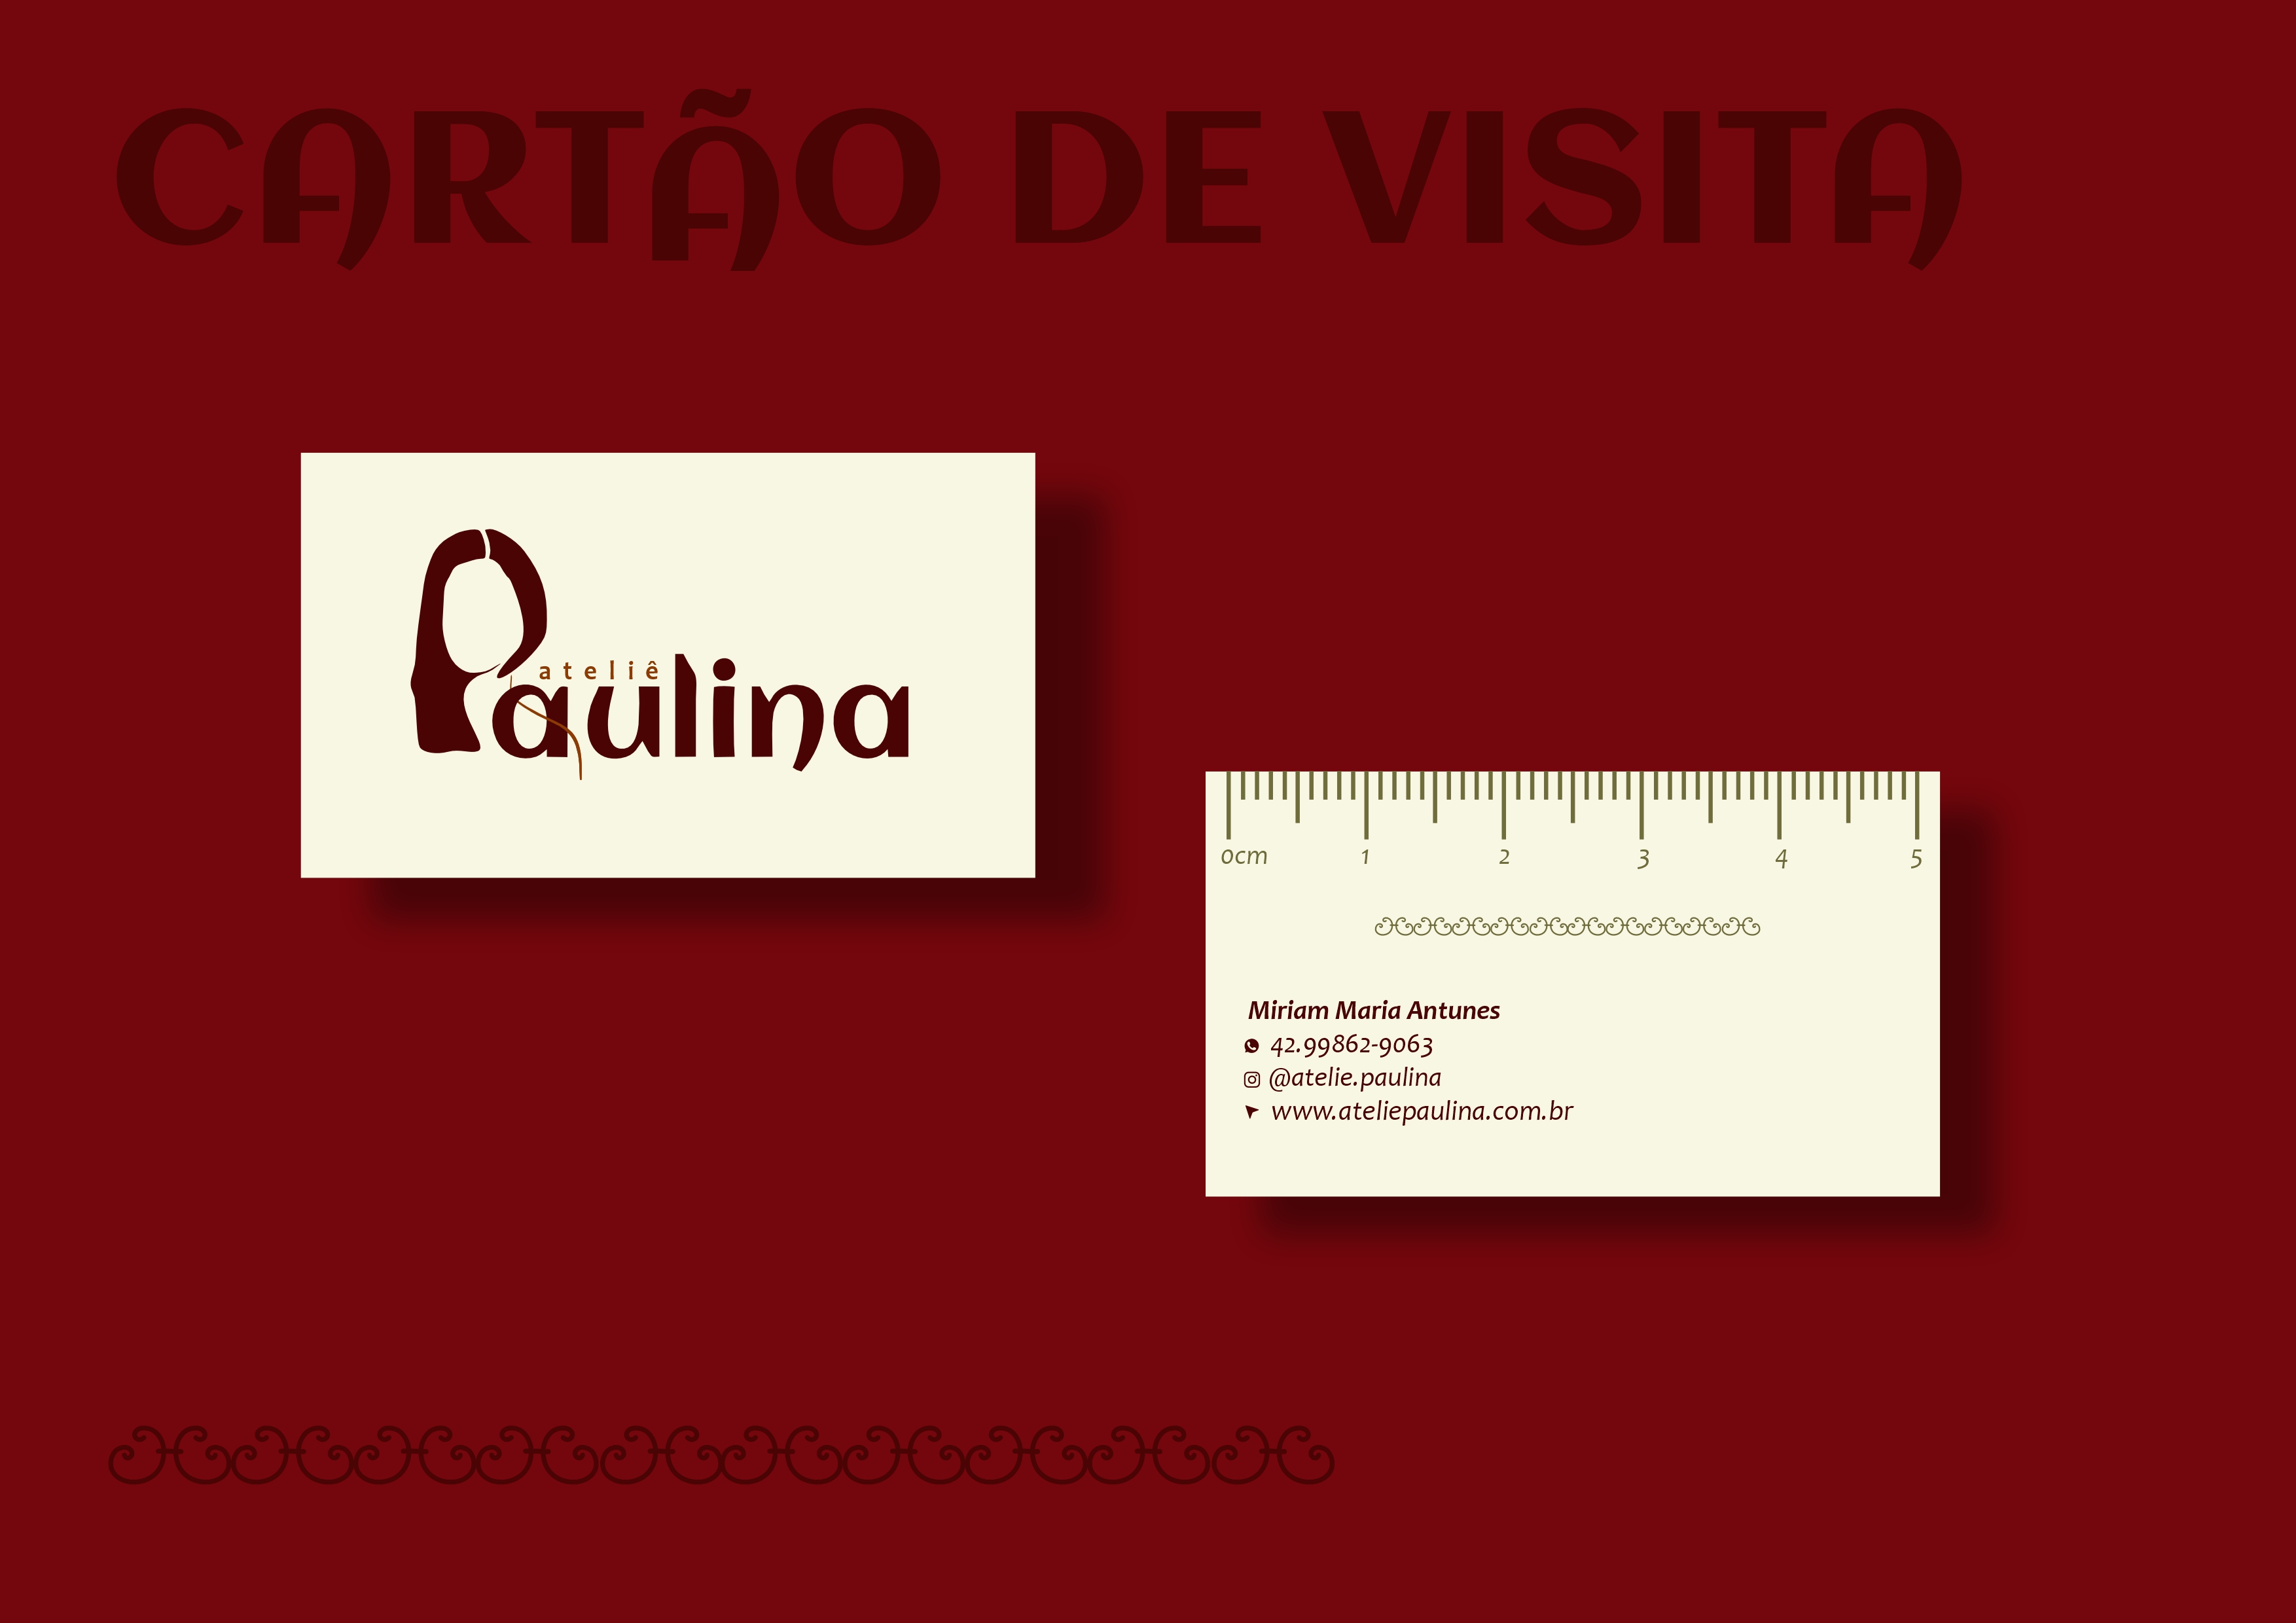 CARTÃO DE VISITA
ateliê
Paulina
0cm 1 2 3 4 5
Miriam Maria Antunes
42.99862-9063
@atelie.paulina
www.ateliepaulina.com.br